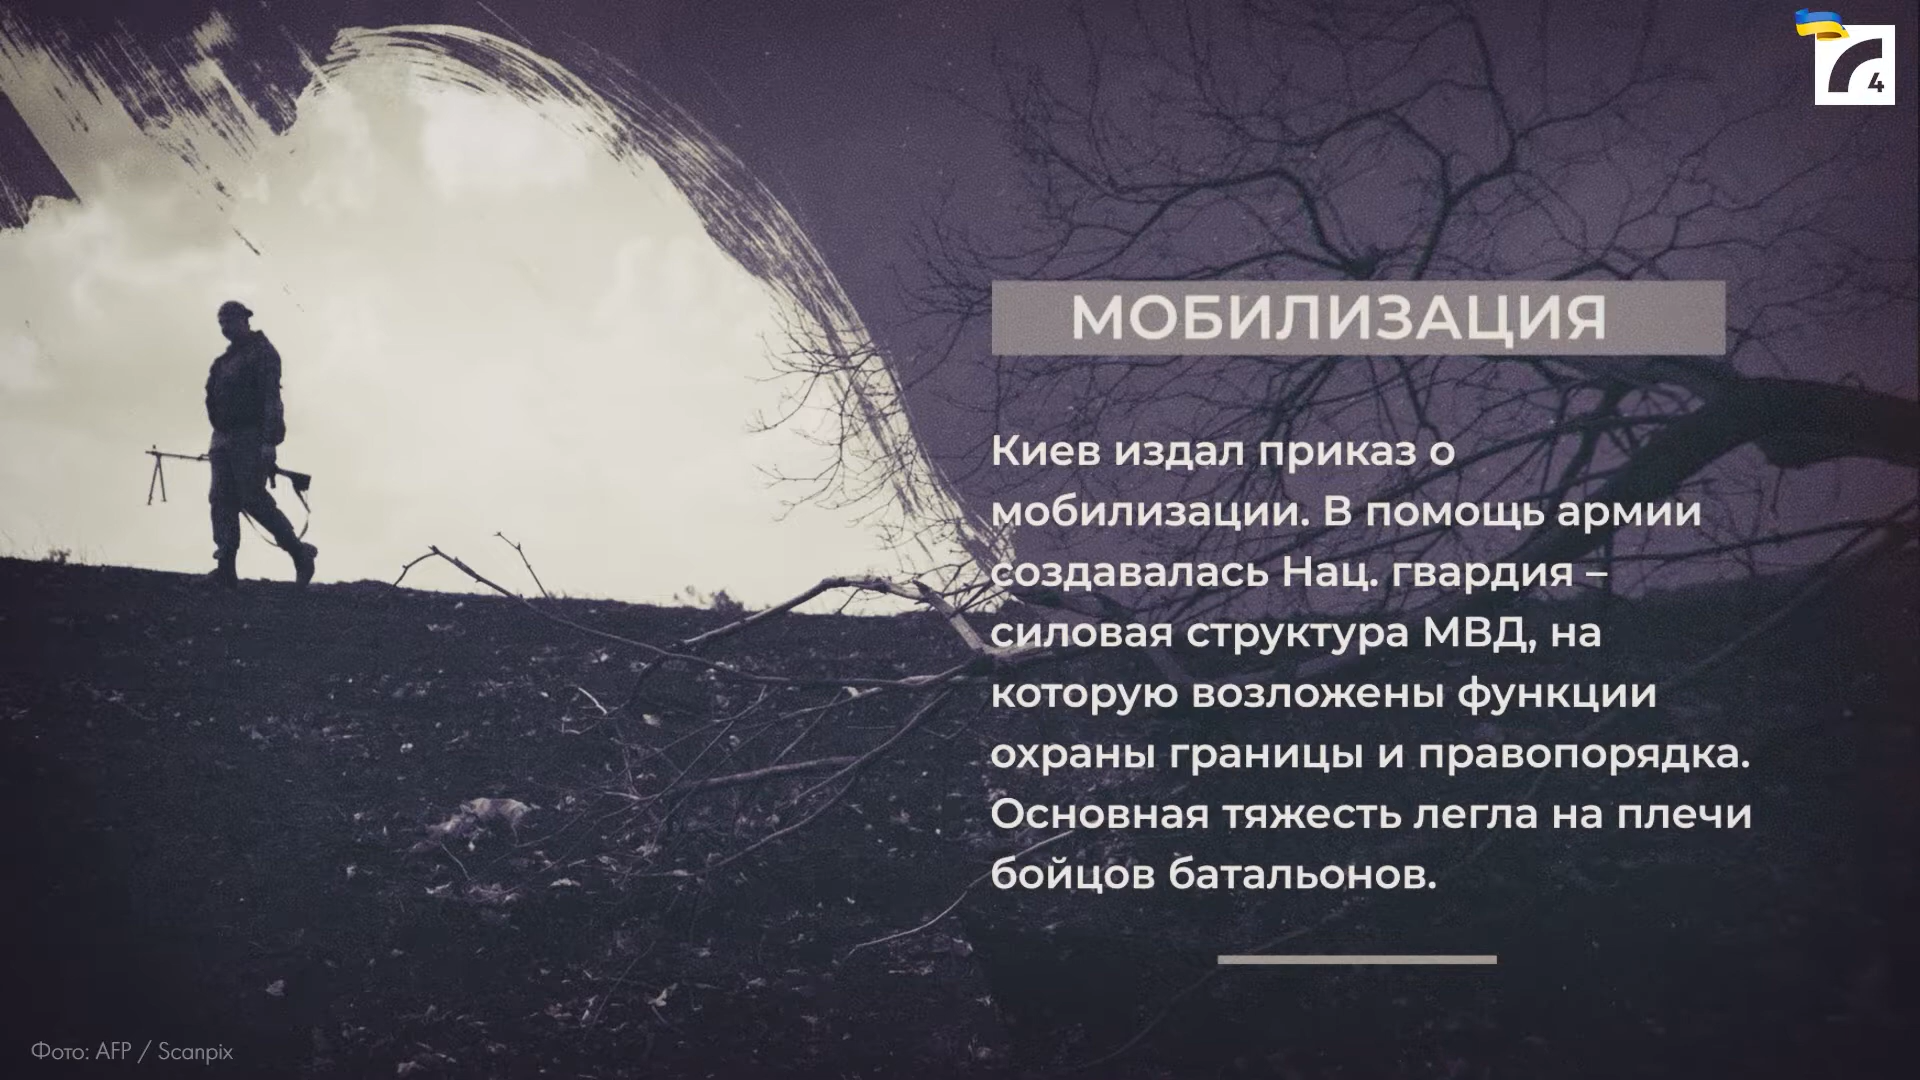 4
МОБИЛИЗАЦИЯ
Киев издал приказ о
мобилизации. В помощь армии
создавалась Нац. гвардия –
силовая структура МВД, на
которую возложены функции
охраны границы и правопорядка.
Основная тяжесть легла на плечи
бойцов батальонов.
Фото: AFP / Scanpix